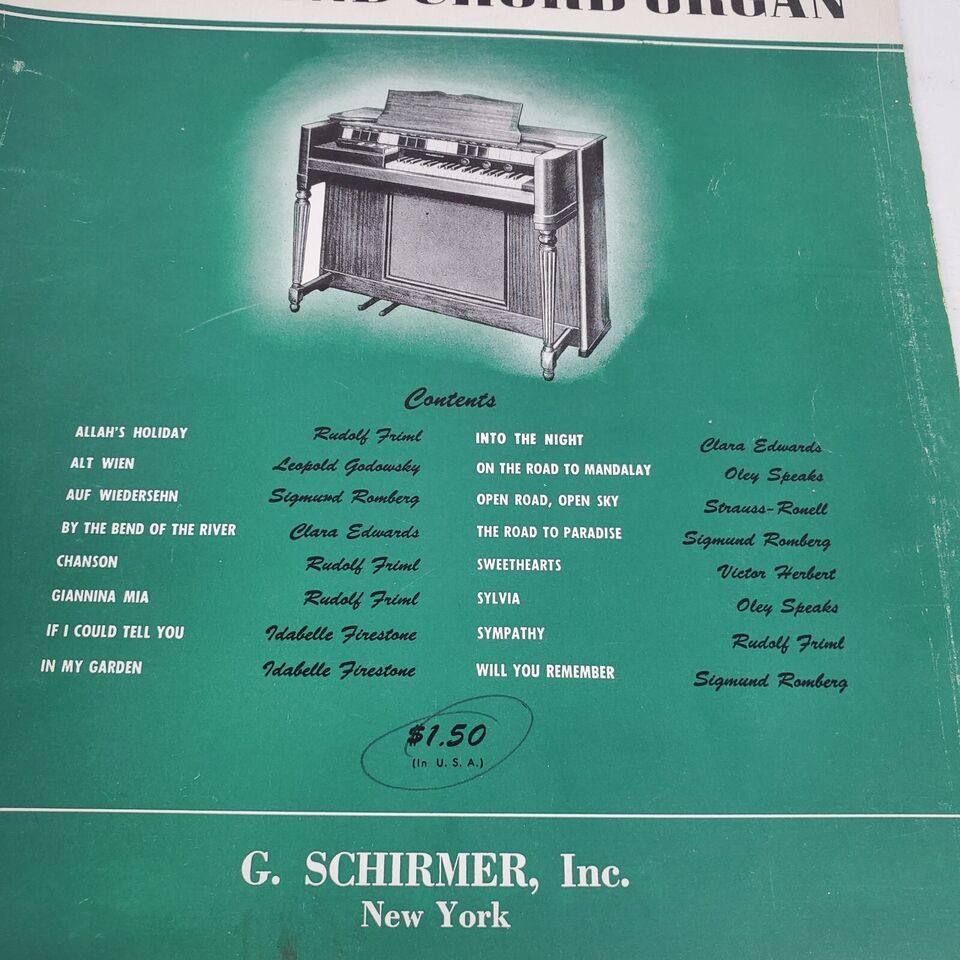 CHORD ORGAN
Contents
ALLAH'S HOLIDAY Rudolf Friml
ALT WIEN Leopold Godowsky
AUF WIEDERSEHN Sigmund Romberg
BY THE BEND OF THE RIVER Clara Edwards
CHANSON Rudolf Friml
GIANNINA MIA Rudolf Friml
IF I COULD TELL YOU Idabelle Firestone
IN MY GARDEN Idabelle Firestone
INTO THE NIGHT Clara Edwards
ON THE ROAD TO MANDALAY Oley Speaks
OPEN ROAD, OPEN SKY Strauss-Ronell
THE ROAD TO PARADISE Sigmund Romberg
SWEETHEARTS Victor Herbert
SYLVIA Oley Speaks
SYMPATHY Rudolf Friml
WILL YOU REMEMBER Sigmund Romberg
$1.50
(In U. S. A.)
G. SCHIRMER, Inc.
New York